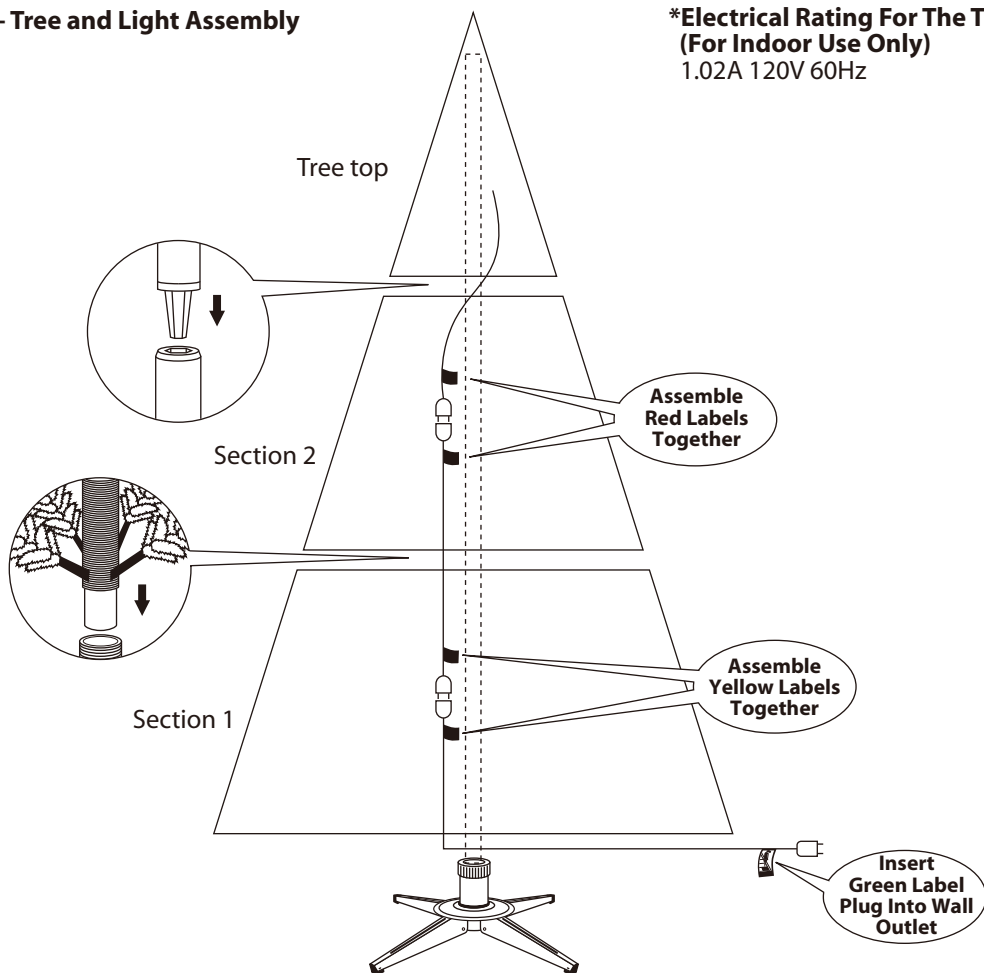 - Tree and Light Assembly
*Electrical Rating For The T
(For Indoor Use Only)
1.02A 120V 60Hz
Tree top
Assemble
Red Labels
Together
Section 2
Assemble
Yellow Labels
Together
Section 1
Insert
Green Label
Plug Into Wall
Outlet